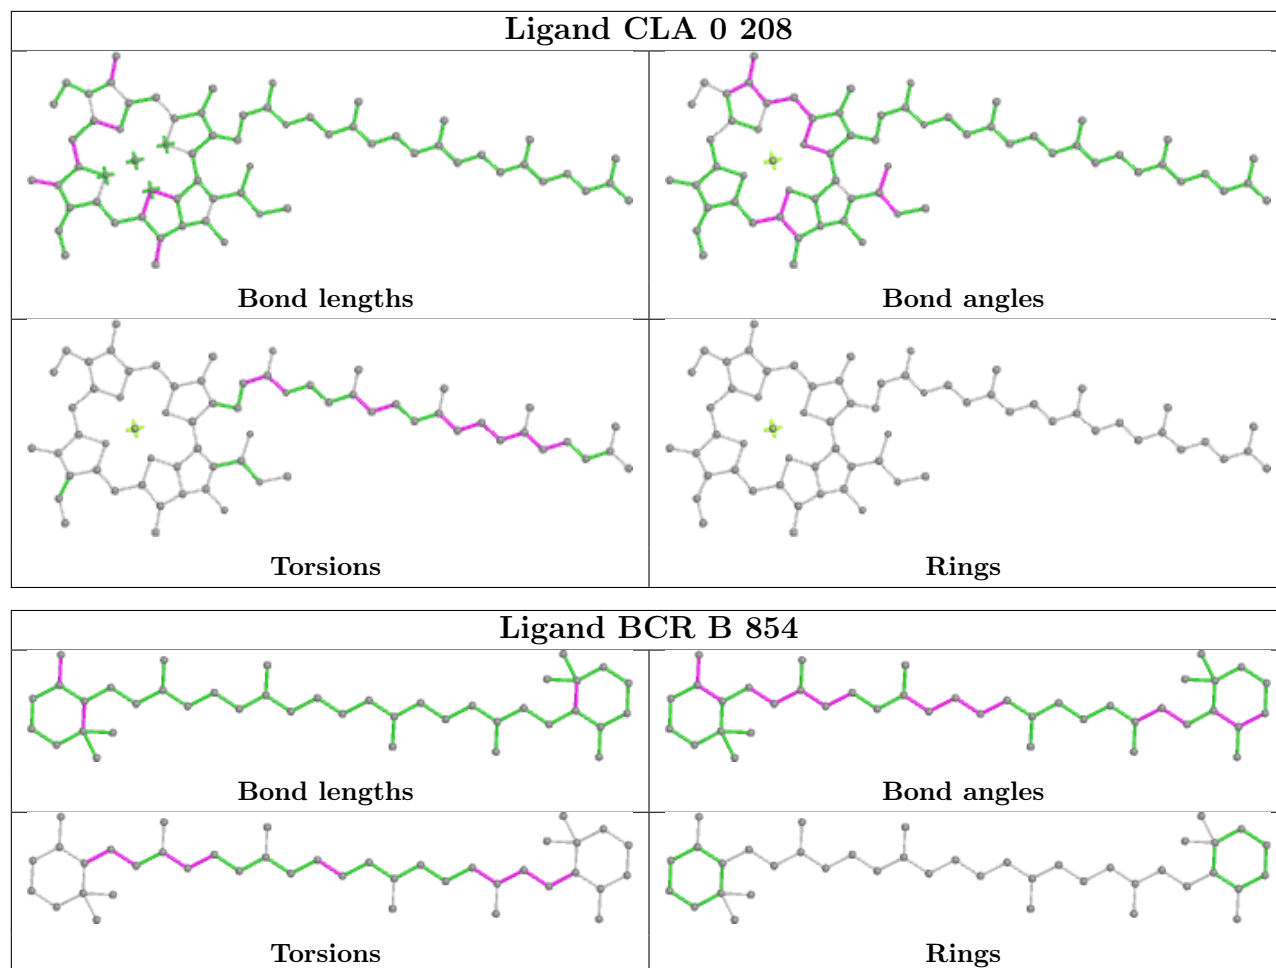 Ligand CLA 0 208
Bond lengths
Bond angles
Torsions
Rings
Ligand BCR B 854
Bond lengths
Bond angles
Torsions
Rings